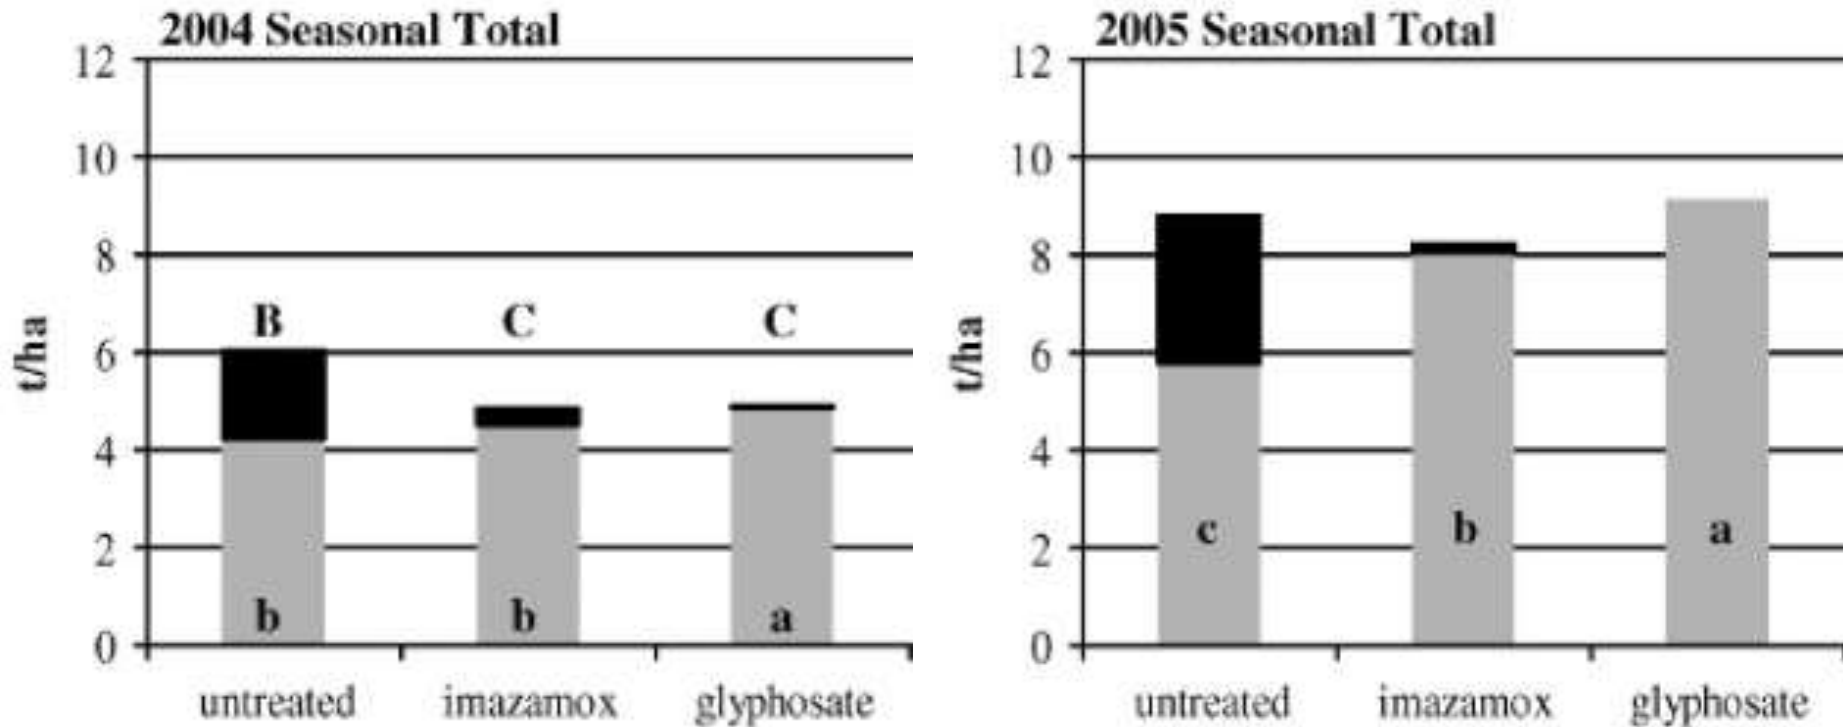 2004 Seasonal Total
12
10
8
6
4
2
0
t/ha
B
C
C
b
b
a
untreated
imazamox
glyphosate
2005 Seasonal Total
12
10
8
6
4
2
0
t/ha
c
b
a
untreated
imazamox
glyphosate